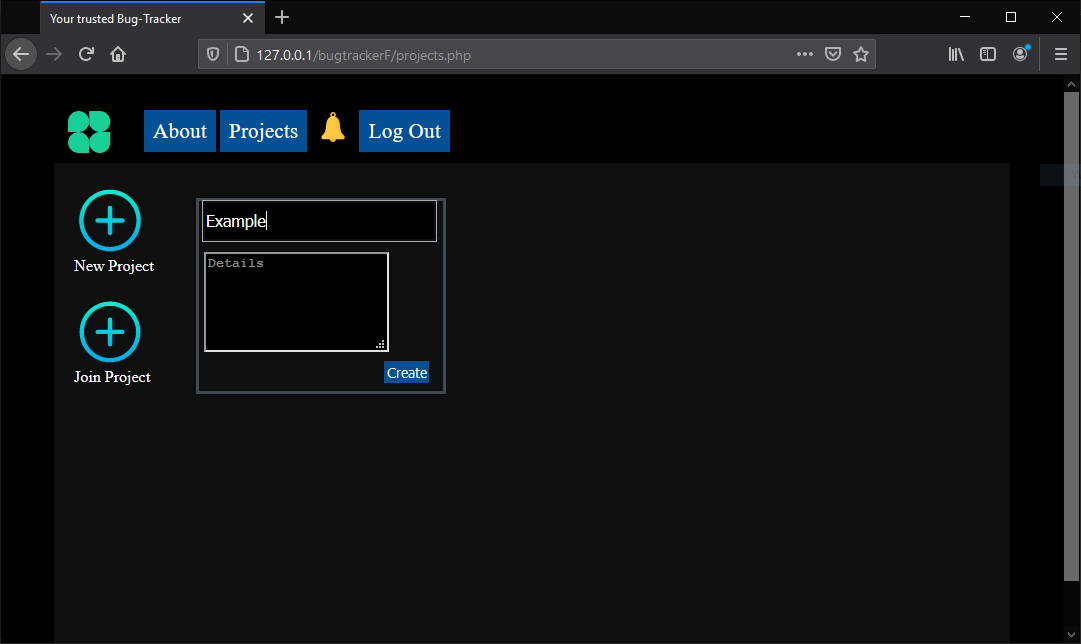 Your trusted Bug-Tracker
127.0.0.1/bugtrackerF/projects.php
About Projects Log Out
New Project
Example
Details
Join Project
Create